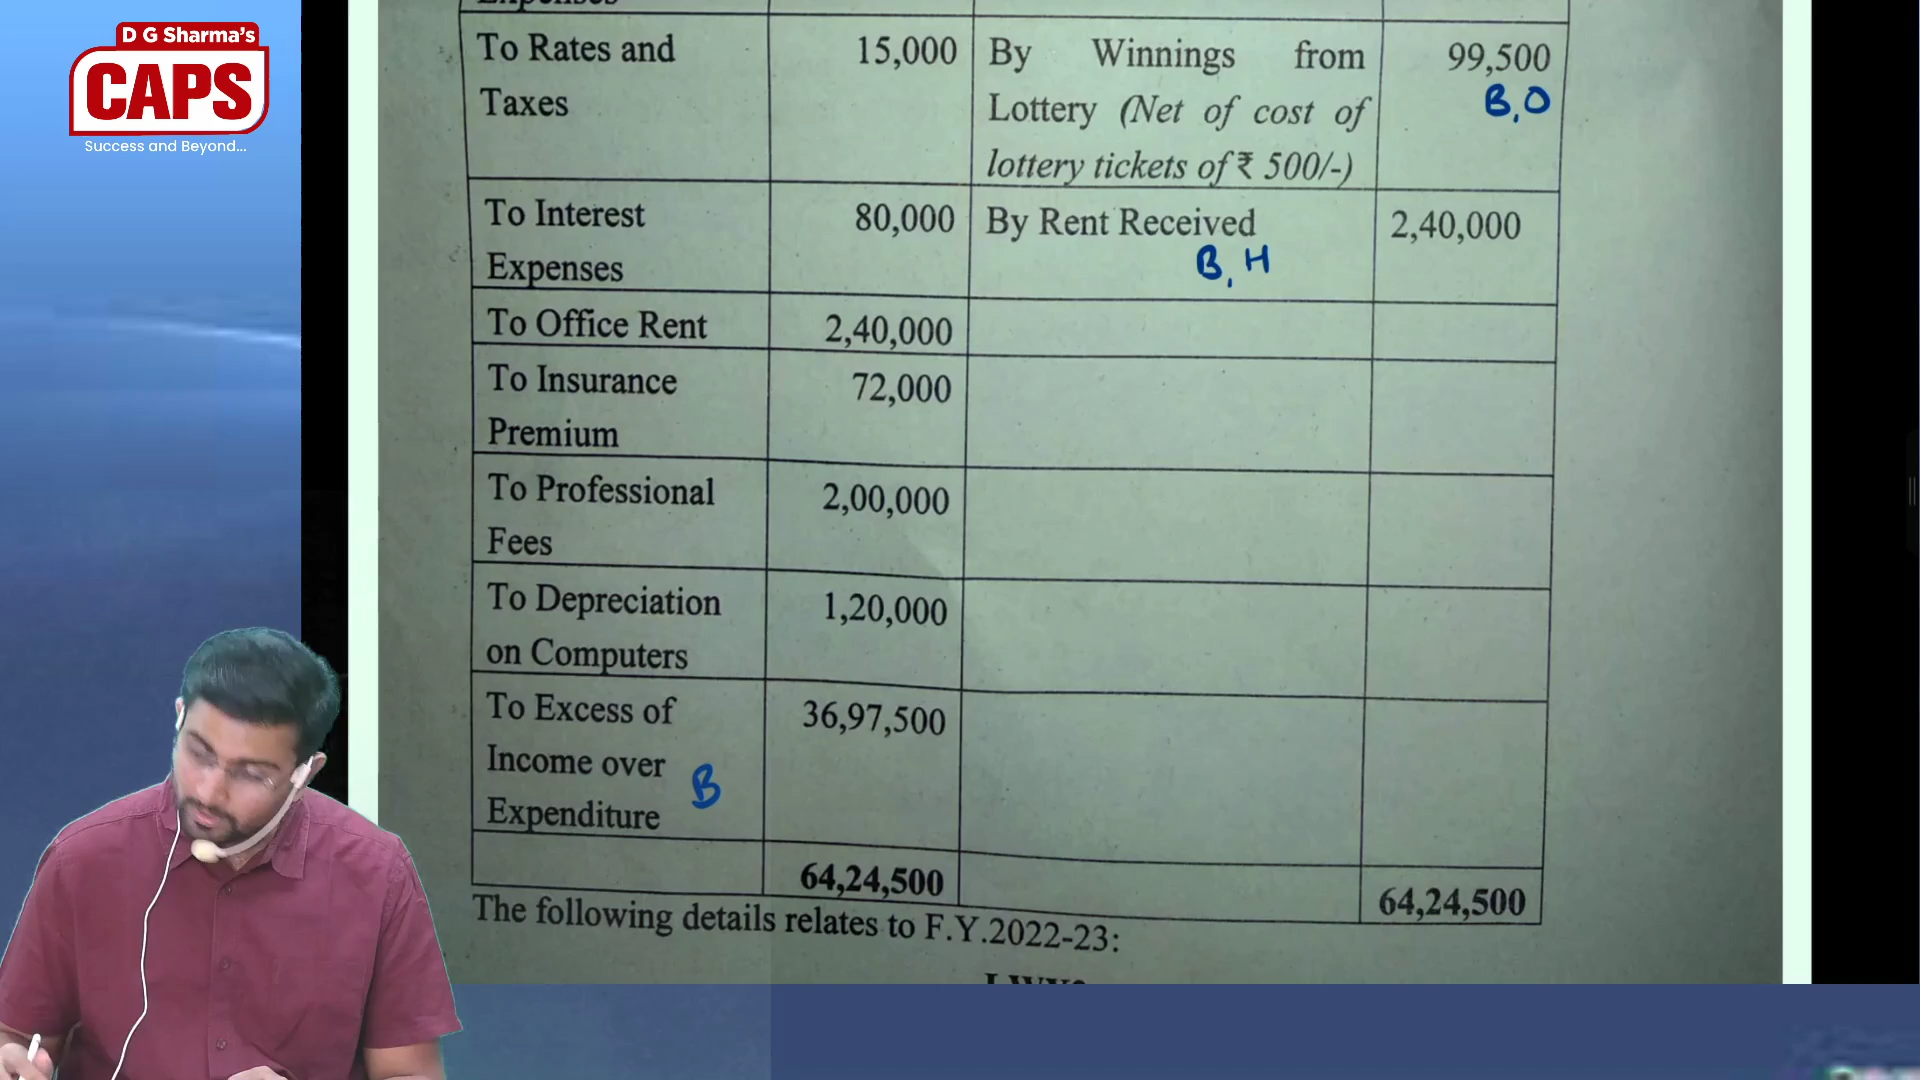 D G Sharma's
CAPS
Success and Beyond...
Expenses
To Rates and
Taxes
15,000
By Winnings from
Lottery (Net of cost of
lottery tickets of ₹ 500/-)
99,500
B,O
To Interest
Expenses
80,000
By Rent Received
B,H
2,40,000
To Office Rent
2,40,000
To Insurance
Premium
72,000
To Professional
Fees
2,00,000
To Depreciation
on Computers
1,20,000
To Excess of
Income over
Expenditure
B
36,97,500
64,24,500
64,24,500
The following details relates to F.Y.2022-23: